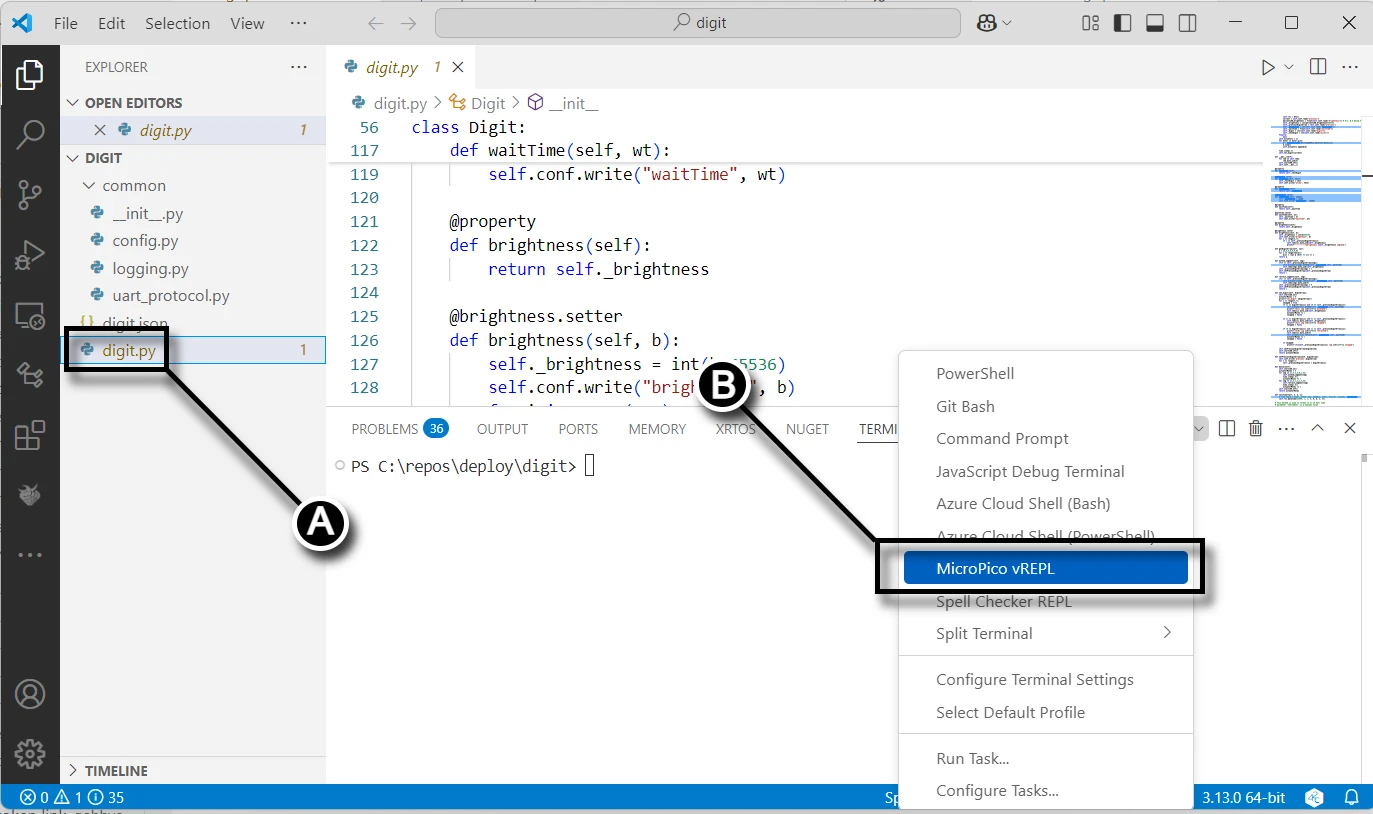 File Edit Selection View ··· digit
EXPLORER ···
OPEN EDITORS
digit.py 1
DIGIT
common
__init__.py
config.py
logging.py
uart_protocol.py
digit.json
digit.py 1
TIMELINE
digit.py 1
digit.py > Digit > __init__
56 class Digit:
117 def waitTime(self, wt):
119 self.conf.write("waitTime", wt)
120
121 @property
122 def brightness(self):
123 return self._brightness
124
125 @brightness.setter
126 def brightness(self, b):
127 self._brightness = int( 65536)
128 self.conf.write("brig ", b)
PROBLEMS 36 OUTPUT PORTS MEMORY XRTOS NUGET TERMI
PS C:\repos\deploy\digit>
PowerShell
Git Bash
Command Prompt
JavaScript Debug Terminal
Azure Cloud Shell (Bash)
Azure Cloud Shell (PowerShell)
MicroPico vREPL
Spell Checker REPL
Split Terminal
Configure Terminal Settings
Select Default Profile
Run Task...
Configure Tasks...
A
B
0 1 35 Sp 3.13.0 64-bit